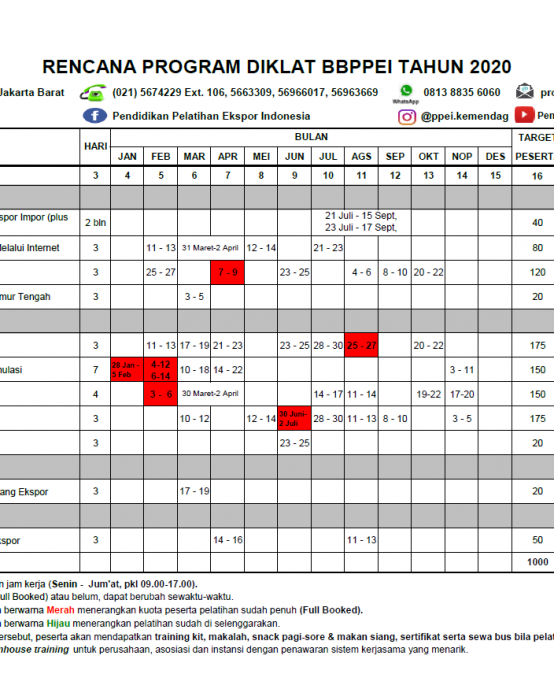 RENCANA PROGRAM DIKLAT BBPPEI TAHUN 2020
Jakarta Barat (021) 5674229 Ext. 106, 5663309, 56966017, 56963669 WhatsApp 0813 8835 6060 pro
Pendidikan Pelatihan Ekspor Indonesia @ppei.kemendag Pen
HARI BULAN TARGET PESERTA
JAN FEB MAR APR MEI JUN JUL AGS SEP OKT NOP DES
3 4 5 6 7 8 9 10 11 12 13 14 15 16
spor Impor (plus 2 bln 21 Juli - 15 Sept, 23 Juli - 17 Sept, 40
Melalui Internet 3 11 - 13 31 Maret-2 April 12 - 14 21 - 23 80
3 25 - 27 7 - 9 23 - 25 4 - 6 8 - 10 20 - 22 120
mur Tengah 3 3 - 5 20
3 11 - 13 17 - 19 21 - 23 23 - 25 28 - 30 25 - 27 20 - 22 175
nulasi 7 28 Jan - 5 Feb 4-12 6-14 10 - 18 14 - 22 3 - 11 150
4 3 - 6 30 Maret-2 April 14 - 17 11 - 14 19-22 17-20 150
3 10 - 12 12 - 14 30 Juni- 2 Juli 28 - 30 11 - 13 8 - 10 3 - 5 175
3 23 - 25 20
ang Ekspor 3 17 - 19 20
kspor 3 14 - 16 11 - 13 50
1000
n jam kerja (Senin - Jum'at, pkl 09.00-17.00).
ull Booked) atau belum, dapat berubah sewaktu-waktu.
n berwarna Merah menerangkan kuota peserta pelatihan sudah penuh (Full Booked).
n berwarna Hijau menerangkan pelatihan sudah di selenggarakan.
ersebut, peserta akan mendapatkan training kit, makalah, snack pagi-sore & makan siang, sertifikat serta sewa bus bila pelat
nhouse training untuk perusahaan, asosiasi dan instansi dengan penawaran sistem kerjasama yang menarik.